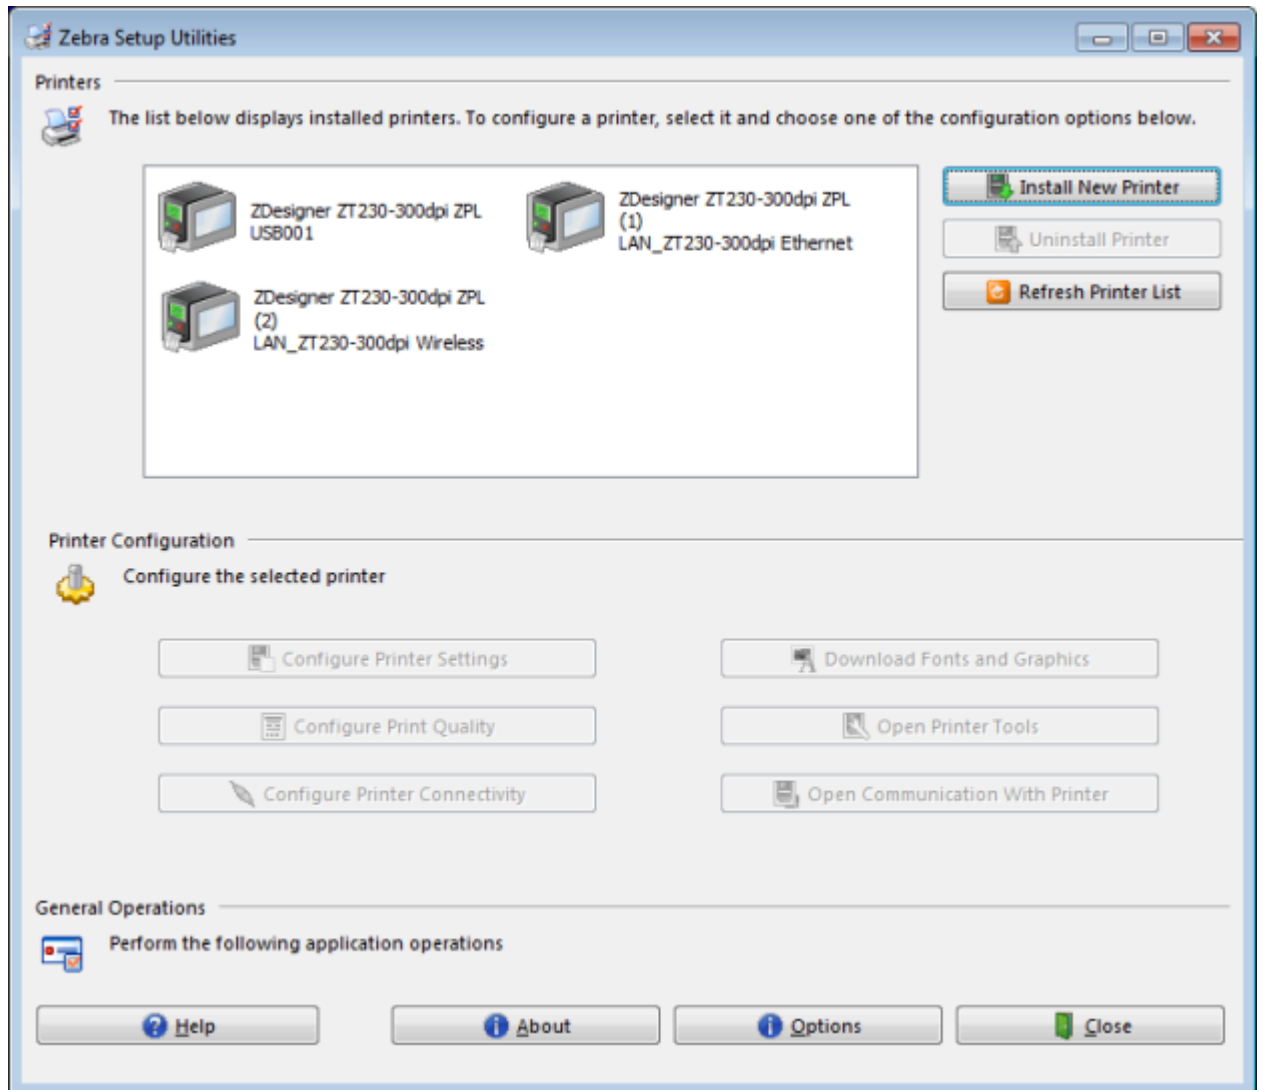 Zebra Setup Utilities
Printers
The list below displays installed printers. To configure a printer, select it and choose one of the configuration options below.
ZDesigner ZT230-300dpi ZPL
USB001
ZDesigner ZT230-300dpi ZPL
(1)
LAN_ZT230-300dpi Ethernet
ZDesigner ZT230-300dpi ZPL
(2)
LAN_ZT230-300dpi Wireless
Install New Printer
Uninstall Printer
Refresh Printer List
Printer Configuration
Configure the selected printer
Configure Printer Settings
Download Fonts and Graphics
Configure Print Quality
Open Printer Tools
Configure Printer Connectivity
Open Communication With Printer
General Operations
Perform the following application operations
Help
About
Options
Close